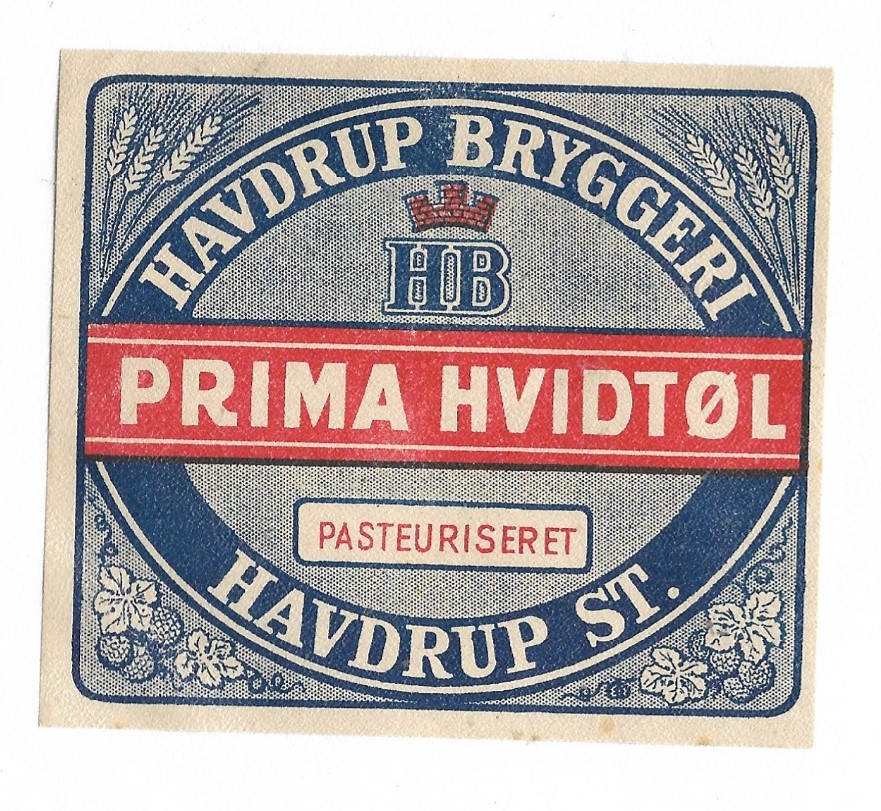 HAVDRUP BRYGGERI
HB
PRIMA HVIDTØL
PASTEURISERET
HAVDRUP ST.